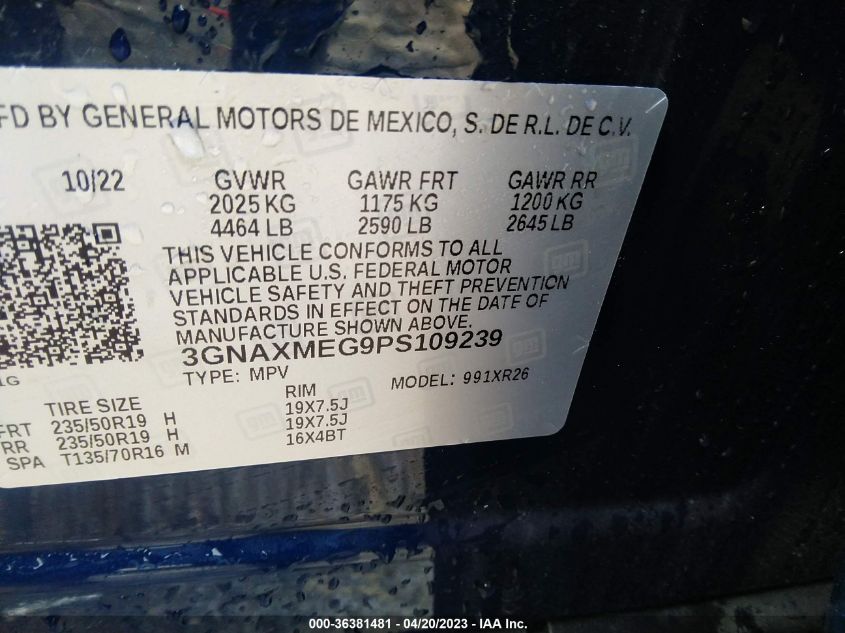 FD BY GENERAL MOTORS DE MEXICO, S. DE R.L. DE C.V.
10/22 GVWR GAWR FRT GAWR RR
2025 KG 1175 KG 1200 KG
4464 LB 2590 LB 2645 LB
THIS VEHICLE CONFORMS TO ALL
APPLICABLE U.S. FEDERAL MOTOR
VEHICLE SAFETY AND THEFT PREVENTION
STANDARDS IN EFFECT ON THE DATE OF
MANUFACTURE SHOWN ABOVE.
3GNAXMEG9PS109239
TYPE: MPV MODEL: 991XR26
TIRE SIZE RIM
FRT 235/50R19 H 19X7.5J
RR 235/50R19 H 19X7.5J
SPA T135/70R16 M 16X4BT
000-36381481 - 04/20/2023 - IAA Inc.